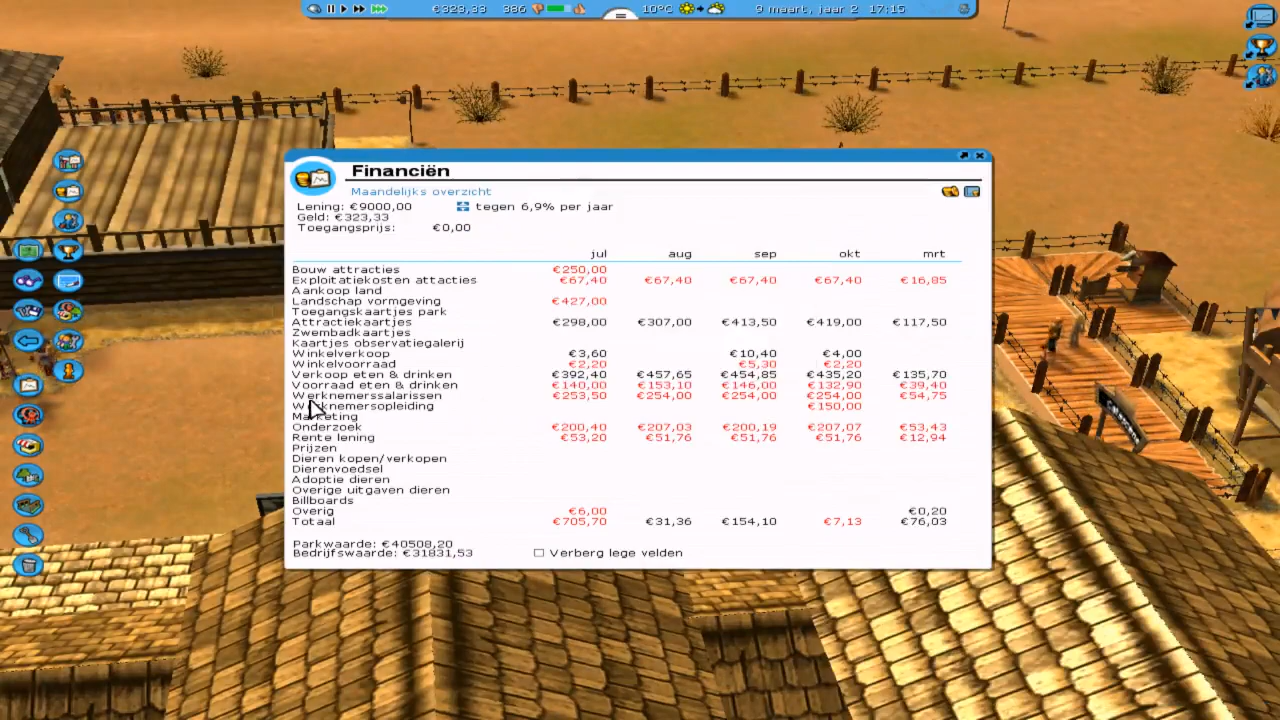 €323,33 386 10°C 9 maart, jaar 2 17:15
Financiën
Maandelijks overzicht
Lening: €9000,00 tegen 6,9% per jaar
Geld: €323,33
Toegangsprijs: €0,00
jul aug sep okt mrt
Bouw attracties €250,00
Exploitatiekosten attacties €67,40 €67,40 €67,40 €67,40 €16,85
Aankoop land
Landschap vormgeving €427,00
Toegangskaartjes park
Attractiekaartjes €298,00 €307,00 €413,50 €419,00 €117,50
Zwembadkaartjes
Kaartjes observatiegalerij
Winkelverkoop €3,60 €10,40 €4,00
Winkelvoorraad €2,20 €5,30 €2,20
Verkoop eten & drinken €392,40 €457,65 €454,85 €435,20 €135,70
Voorraad eten & drinken €140,00 €153,10 €146,00 €132,90 €39,40
Werknemerssalarissen €253,50 €254,00 €254,00 €254,00 €54,75
Werknemersopleiding €150,00
Marketing
Onderzoek €200,40 €207,03 €200,19 €207,07 €53,43
Rente lening €53,20 €51,76 €51,76 €51,76 €12,94
Prijzen
Dieren kopen/verkopen
Dierenvoedsel
Adoptie dieren
Overige uitgaven dieren
Billboards
Overig €6,00 €0,20
Totaal €705,70 €31,36 €154,10 €7,13 €76,03
Parkwaarde: €40508,20
Bedrijfswaarde: €31831,53
Verberg lege velden